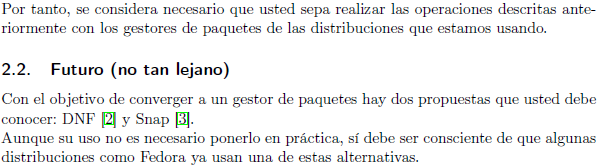 Por tanto, se considera necesario que usted sepa realizar las operaciones descritas ante-
riormente con los gestores de paquetes de las distribuciones que estamos usando.
2.2. Futuro (no tan lejano)
Con el objetivo de converger a un gestor de paquetes hay dos propuestas que usted debe
conocer: DNF [2] y Snap [3].
Aunque su uso no es necesario ponerlo en práctica, sí debe ser consciente de que algunas
distribuciones como Fedora ya usan una de estas alternativas.